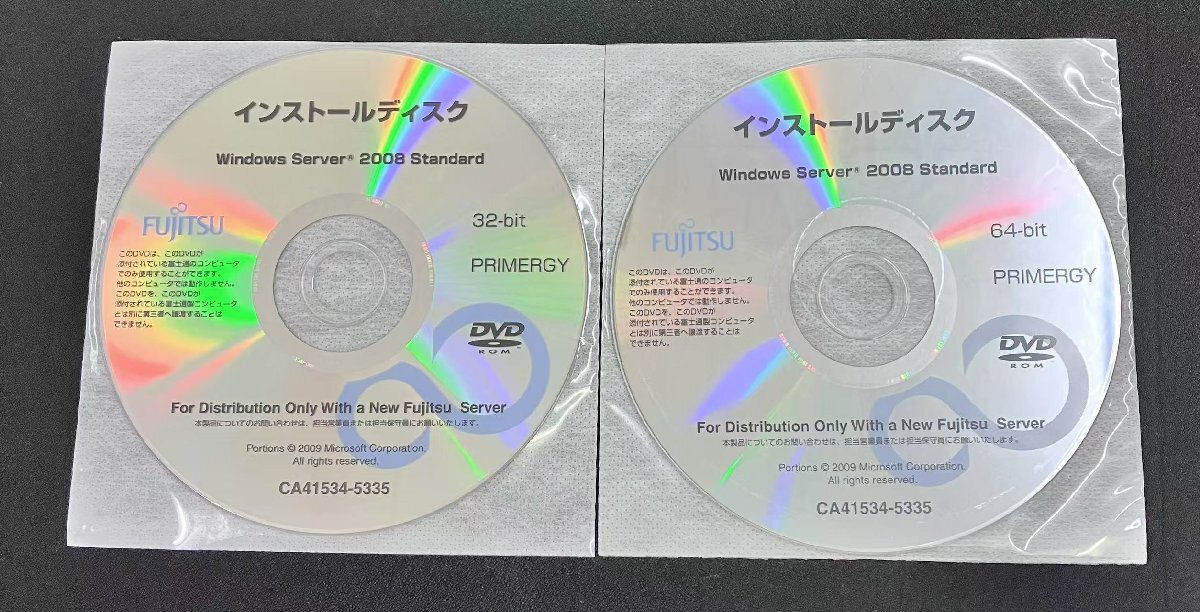 インストールディスク
Windows Server® 2008 Standard
32-bit
FUJITSU
PRIMERGY
このDVDは、このDVDが
添付されている富士通のコンピュータ
でのみ使用することができます。
他のコンピュータでは動作しません。
このDVDを、このDVDが
添付されている富士通製コンピュータ
とは別に第三者へ譲渡することは
できません。
DVD
ROM
For Distribution Only With a New Fujitsu Server
本製品についてのお問い合わせは、担当営業員または担当保守員にお願いいたします。
Portions © 2009 Microsoft Corporation.
All rights reserved.
CA41534-5335
インストールディスク
Windows Server® 2008 Standard
64-bit
FUJITSU
PRIMERGY
このDVDは、このDVDが
添付されている富士通のコンピュータ
でのみ使用することができます。
他のコンピュータでは動作しません。
このDVDを、このDVDが
添付されている富士通製コンピュータ
とは別に第三者へ譲渡することは
できません。
DVD
ROM
For Distribution Only With a New Fujitsu Server
本製品についてのお問い合わせは、担当営業員または担当保守員にお願いいたします。
Portions © 2009 Microsoft Corporation.
All rights reserved.
CA41534-5335